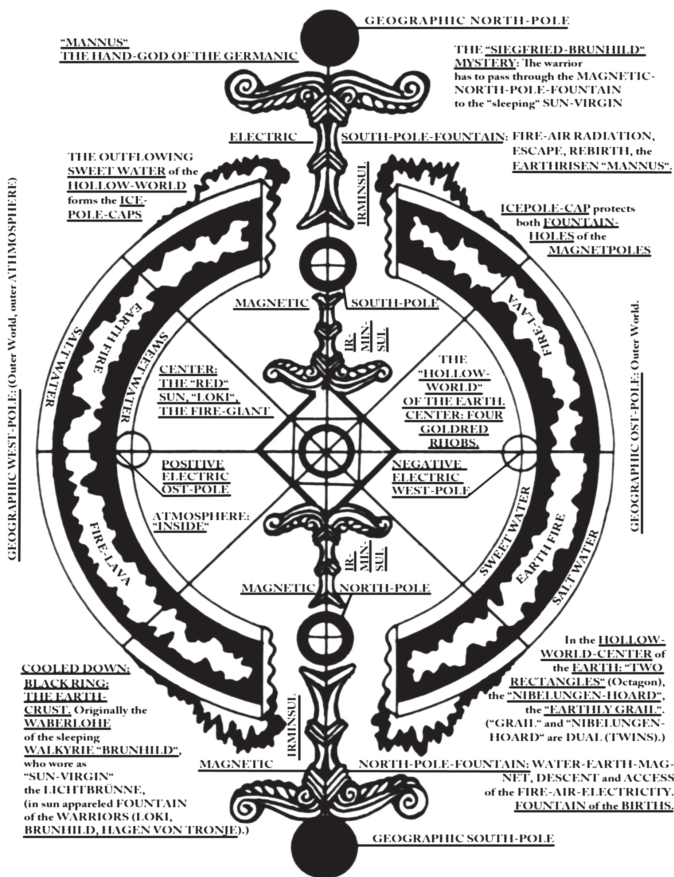 GEOGRAPHIC NORTH-POLE
"MANNUS"
THE HAND-GOD OF THE GERMANIC
THE "SIEGFRIED-BRUNHILD"
MYSTERY: The warrior
has to pass through the MAGNETIC-
NORTH-POLE-FOUNTAIN
to the "sleeping" SUN-VIRGIN
ELECTRIC SOUTH-POLE-FOUNTAIN: FIRE-AIR RADIATION,
ESCAPE, REBIRTH, the
EARTHRISEN "MANNUS".
THE OUTFLOWING
SWEET WATER of the
HOLLOW-WORLD
forms the ICE-
POLE-CAPS
IRMINSUL
ICEPOLE-CAP protects
both FOUNTAIN-
HOLES of the
MAGNETPOLES
GEOGRAPHIC WEST-POLE: (Outer World, outer ATHMOSPHERE)
MAGNETIC SOUTH-POLE
IR-
MIN-
SUL
SALT WATER
EARTH FIRE
SWEET WATER
FIRE-LAVA
CENTER:
THE "RED"
SUN, "LOKI",
THE FIRE-GIANT
THE
"HOLLOW-
WORLD"
OF THE EARTH.
CENTER: FOUR
GOLDRED
RHOBS.
GEOGRAPHIC OST-POLE: Outer World.
POSITIVE
ELECTRIC
OST-POLE
NEGATIVE
ELECTRIC
WEST-POLE
ATMOSPHERE:
"INSIDE"
IR-
MIN-
SUL
FIRE-LAVA
SWEET WATER
EARTH FIRE
SALT WATER
MAGNETIC NORTH-POLE
COOLED DOWN:
BLACK RING:
THE EARTH-
CRUST. Originally the
WABERLOHE
of the sleeping
WALKYRIE "BRUNHILD",
who wore as
"SUN-VIRGIN"
the LICHTBRÜNNE,
(in sun appareled FOUNTAIN
of the WARRIORS (LOKI,
BRUNHILD, HAGEN VON TRONJE).)
IRMINSUL
In the HOLLOW-
WORLD-CENTER of
the EARTH: "TWO
RECTANGLES" (Octagon),
the "NIBELUNGEN-HOARD",
the "EARTHLY GRAIL".
("GRAIL" and "NIBELUNGEN-
HOARD" are DUAL (TWINS).)
MAGNETIC NORTH-POLE-FOUNTAIN: WATER-EARTH-MAG-
NET, DESCENT and ACCESS
of the FIRE-AIR-ELECTRICITY.
FOUNTAIN of the BIRTHS.
GEOGRAPHIC SOUTH-POLE